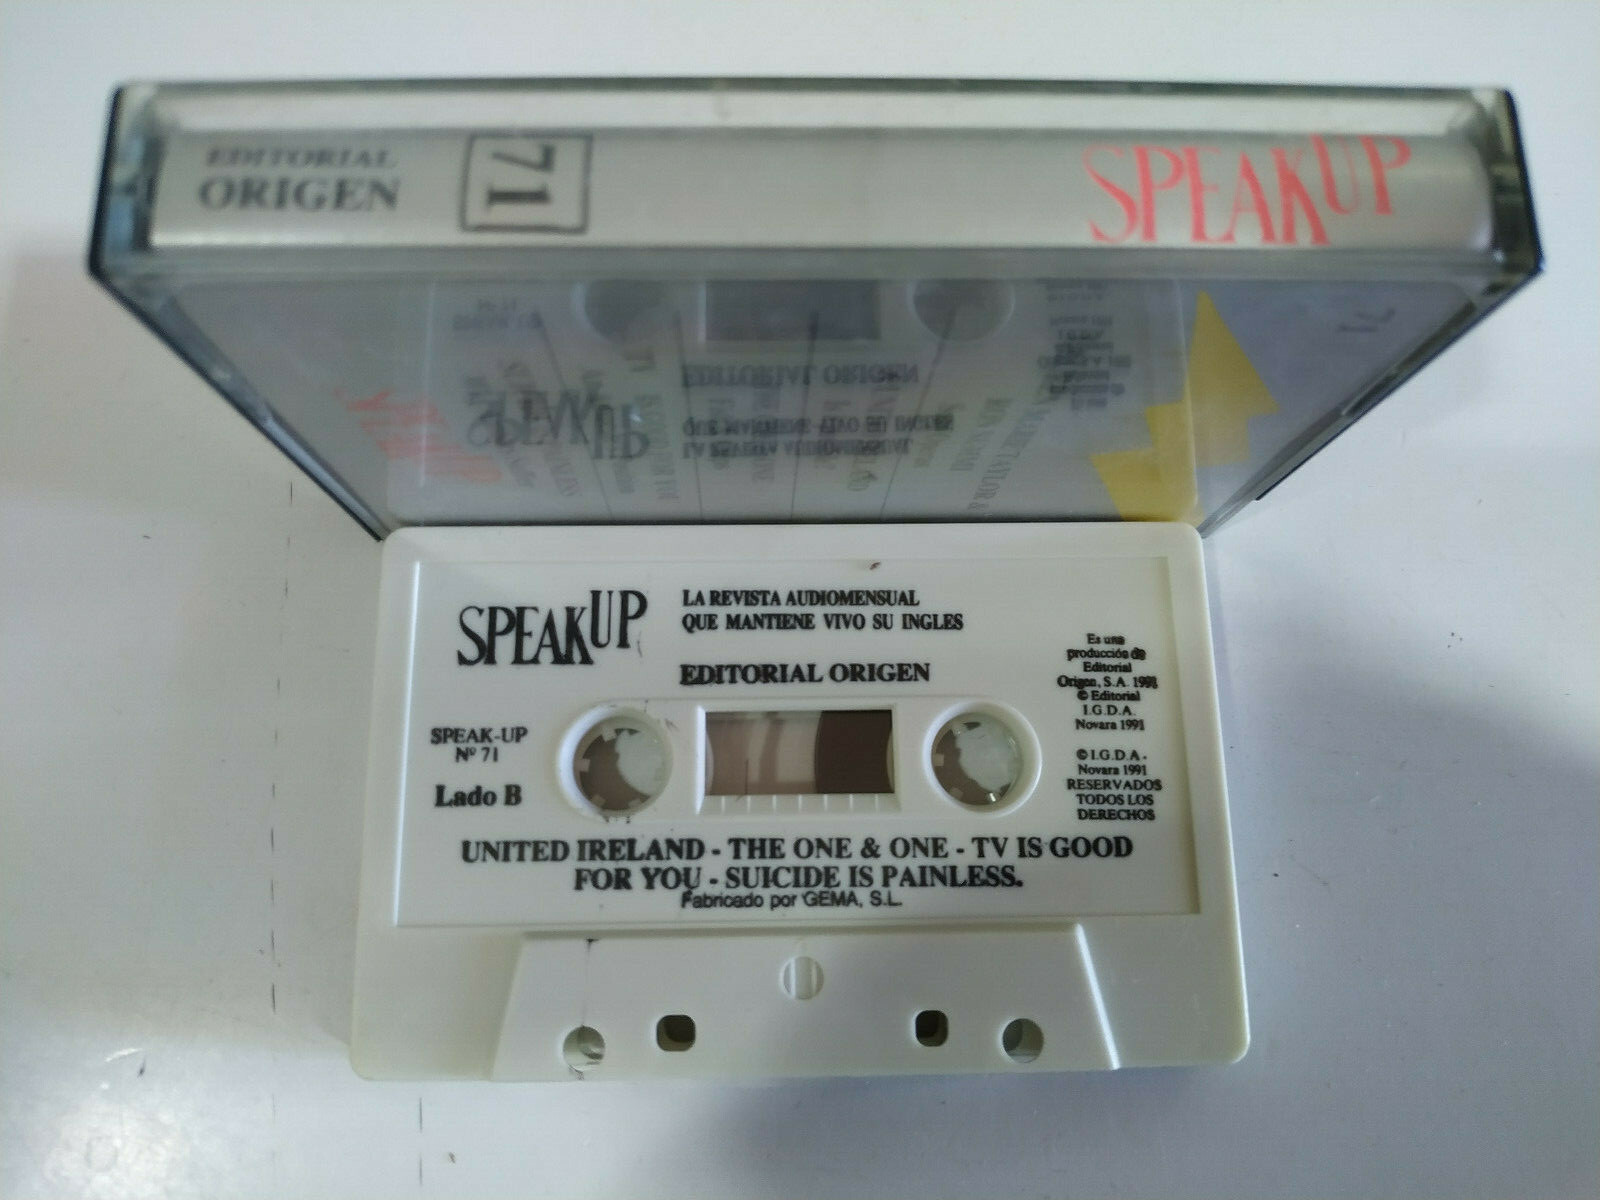 EDITORIAL
ORIGEN
71
SPEAKUP
SPEAKUP
LA REVISTA AUDIOMENSUAL
QUE MANTIENE VIVO SU INGLES
EDITORIAL ORIGEN
SPEAK-UP
Nº 71
Lado B
Es una
producción de
Editorial
Origen, S.A. 1991
© Editorial
I.G.D.A.
Novara 1991
© I.G.D.A -
Novara 1991
RESERVADOS
TODOS LOS
DERECHOS
UNITED IRELAND - THE ONE & ONE - TV IS GOOD
FOR YOU - SUICIDE IS PAINLESS.
Fabricado por GEMA, S.L.